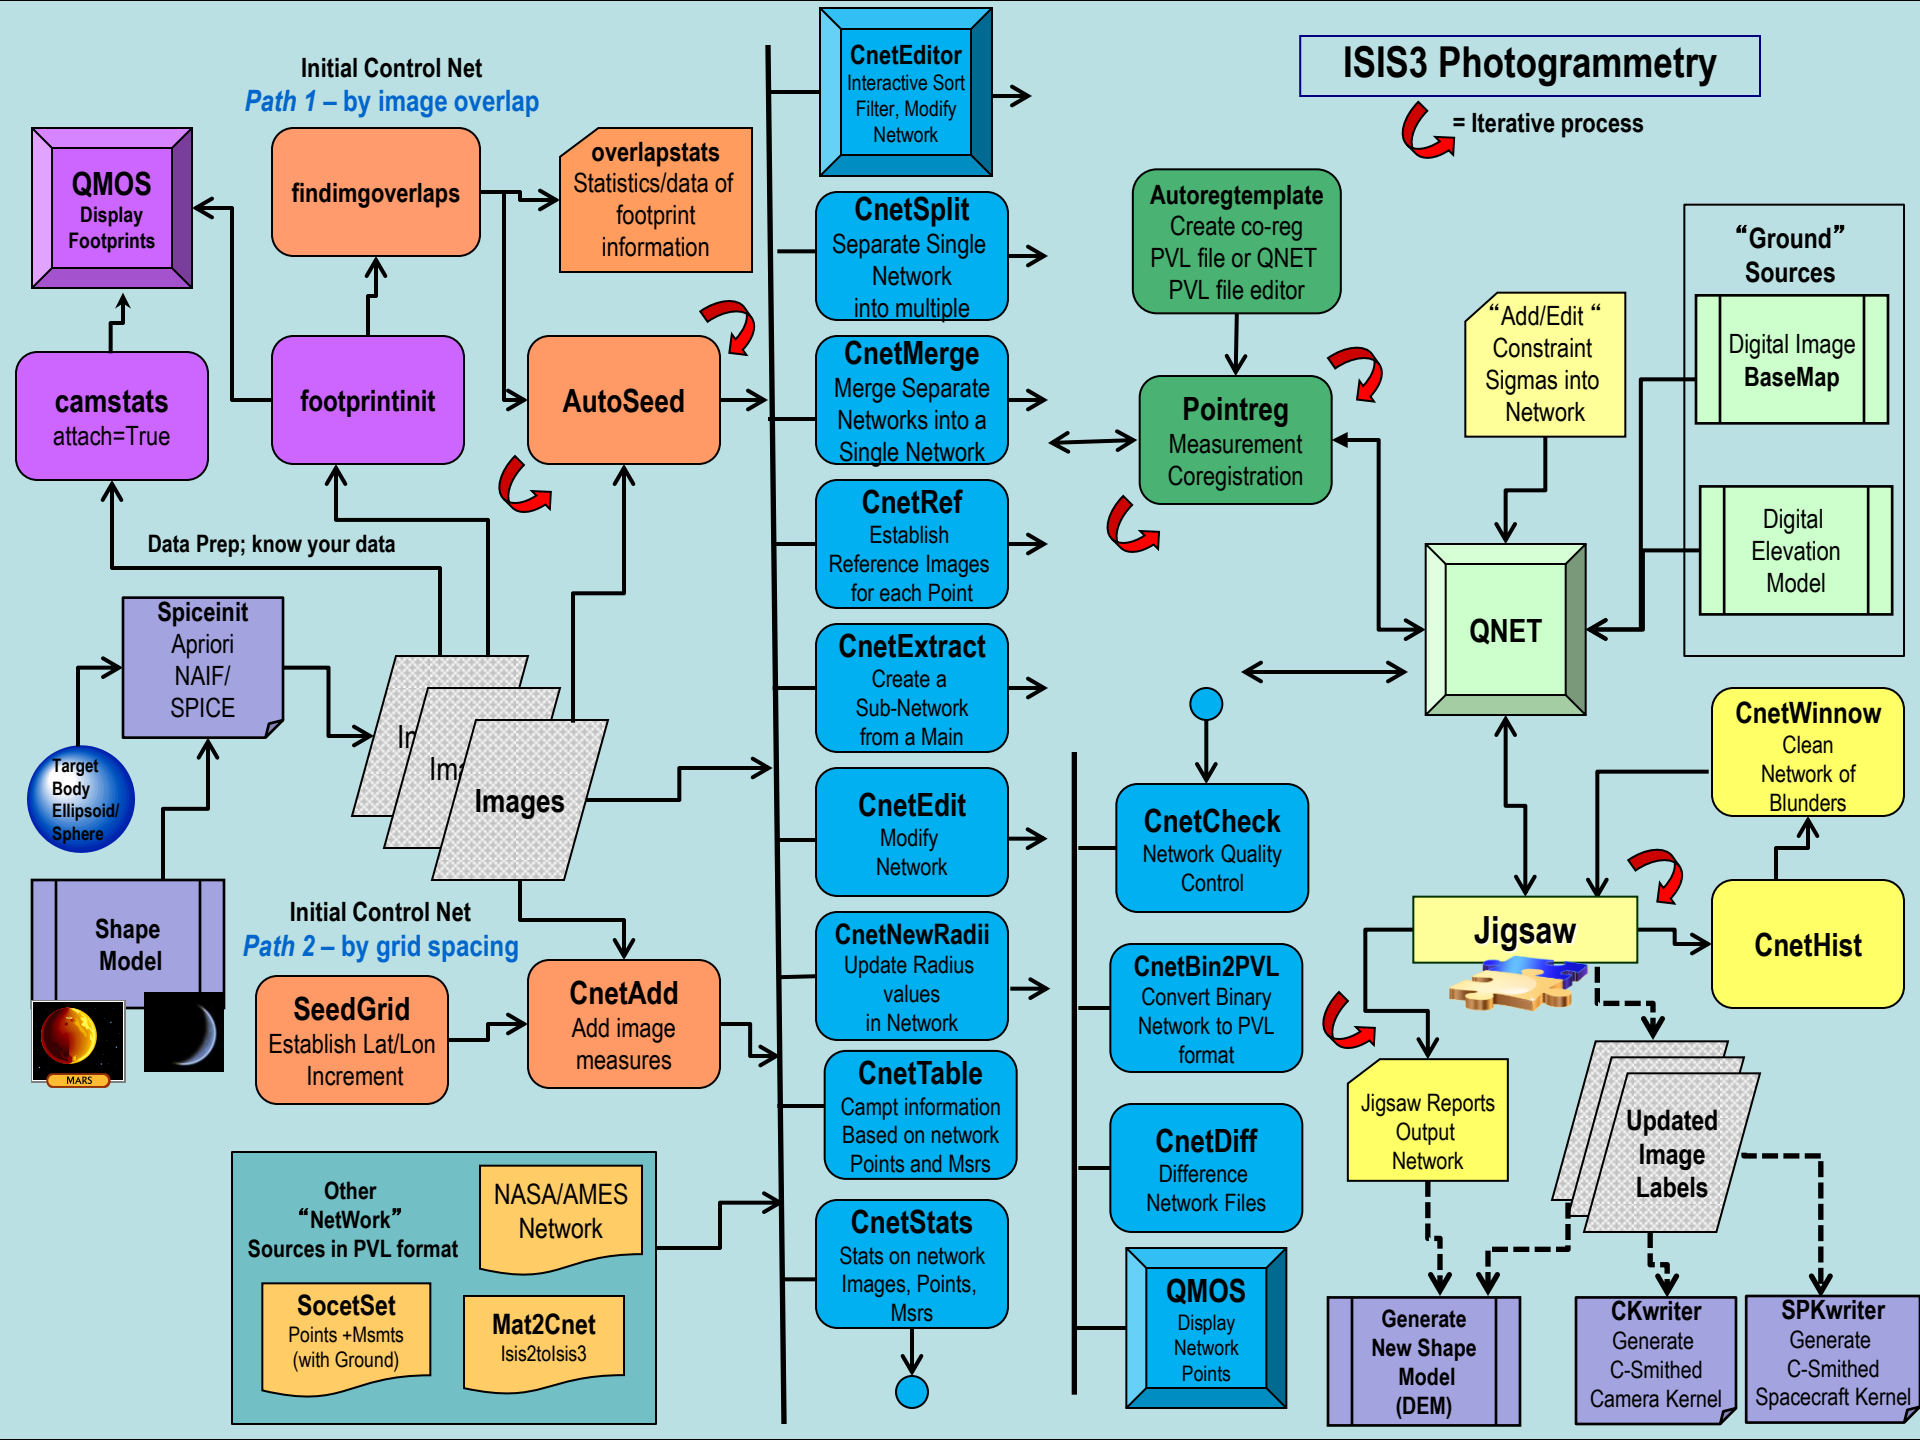 ISIS3 Photogrammetry
= Iterative process
Initial Control Net
Path 1 – by image overlap
QMOS
Display
Footprints
findimgoverlaps
overlapstats
Statistics/data of
footprint
information
camstats
attach=True
footprintinit
AutoSeed
Data Prep; know your data
Spiceinit
Apriori
NAIF/
SPICE
Target
Body
Ellipsoid/
Sphere
Shape
Model
MARS
Images
Initial Control Net
Path 2 – by grid spacing
SeedGrid
Establish Lat/Lon
Increment
CnetAdd
Add image
measures
Other
“NetWork”
Sources in PVL format
NASA/AMES
Network
SocetSet
Points +Msmts
(with Ground)
Mat2Cnet
Isis2toIsis3
CnetEditor
Interactive Sort
Filter, Modify
Network
CnetSplit
Separate Single
Network
into multiple
CnetMerge
Merge Separate
Networks into a
Single Network
CnetRef
Establish
Reference Images
for each Point
CnetExtract
Create a
Sub-Network
from a Main
CnetEdit
Modify
Network
CnetNewRadii
Update Radius
values
in Network
CnetTable
Campt information
Based on network
Points and Msrs
CnetStats
Stats on network
Images, Points,
Msrs
Autoregtemplate
Create co-reg
PVL file or QNET
PVL file editor
Pointreg
Measurement
Coregistration
“Add/Edit “
Constraint
Sigmas into
Network
“Ground”
Sources
Digital Image
BaseMap
Digital
Elevation
Model
QNET
CnetCheck
Network Quality
Control
CnetBin2PVL
Convert Binary
Network to PVL
format
CnetDiff
Difference
Network Files
QMOS
Display
Network
Points
CnetWinnow
Clean
Network of
Blunders
Jigsaw
CnetHist
Jigsaw Reports
Output
Network
Updated
Image
Labels
Generate
New Shape
Model
(DEM)
CKwriter
Generate
C-Smithed
Camera Kernel
SPKwriter
Generate
C-Smithed
Spacecraft Kernel